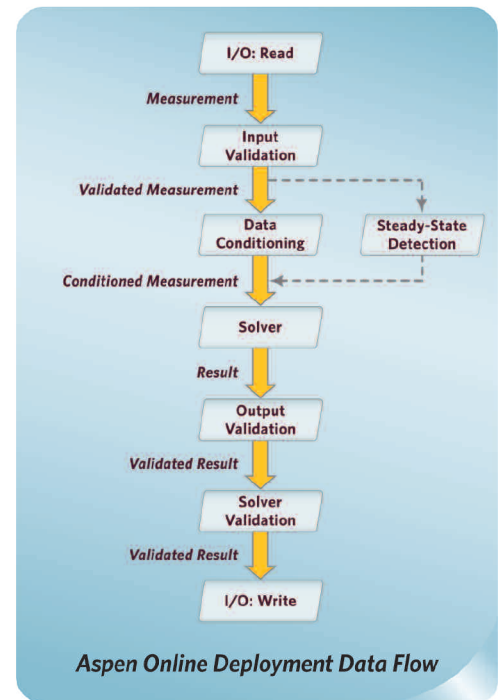 I/O: Read
Measurement
Input
Validation
Validated Measurement
Data
Conditioning
Steady-State
Detection
Conditioned Measurement
Solver
Result
Output
Validation
Validated Result
Solver
Validation
Validated Result
I/O: Write
Aspen Online Deployment Data Flow